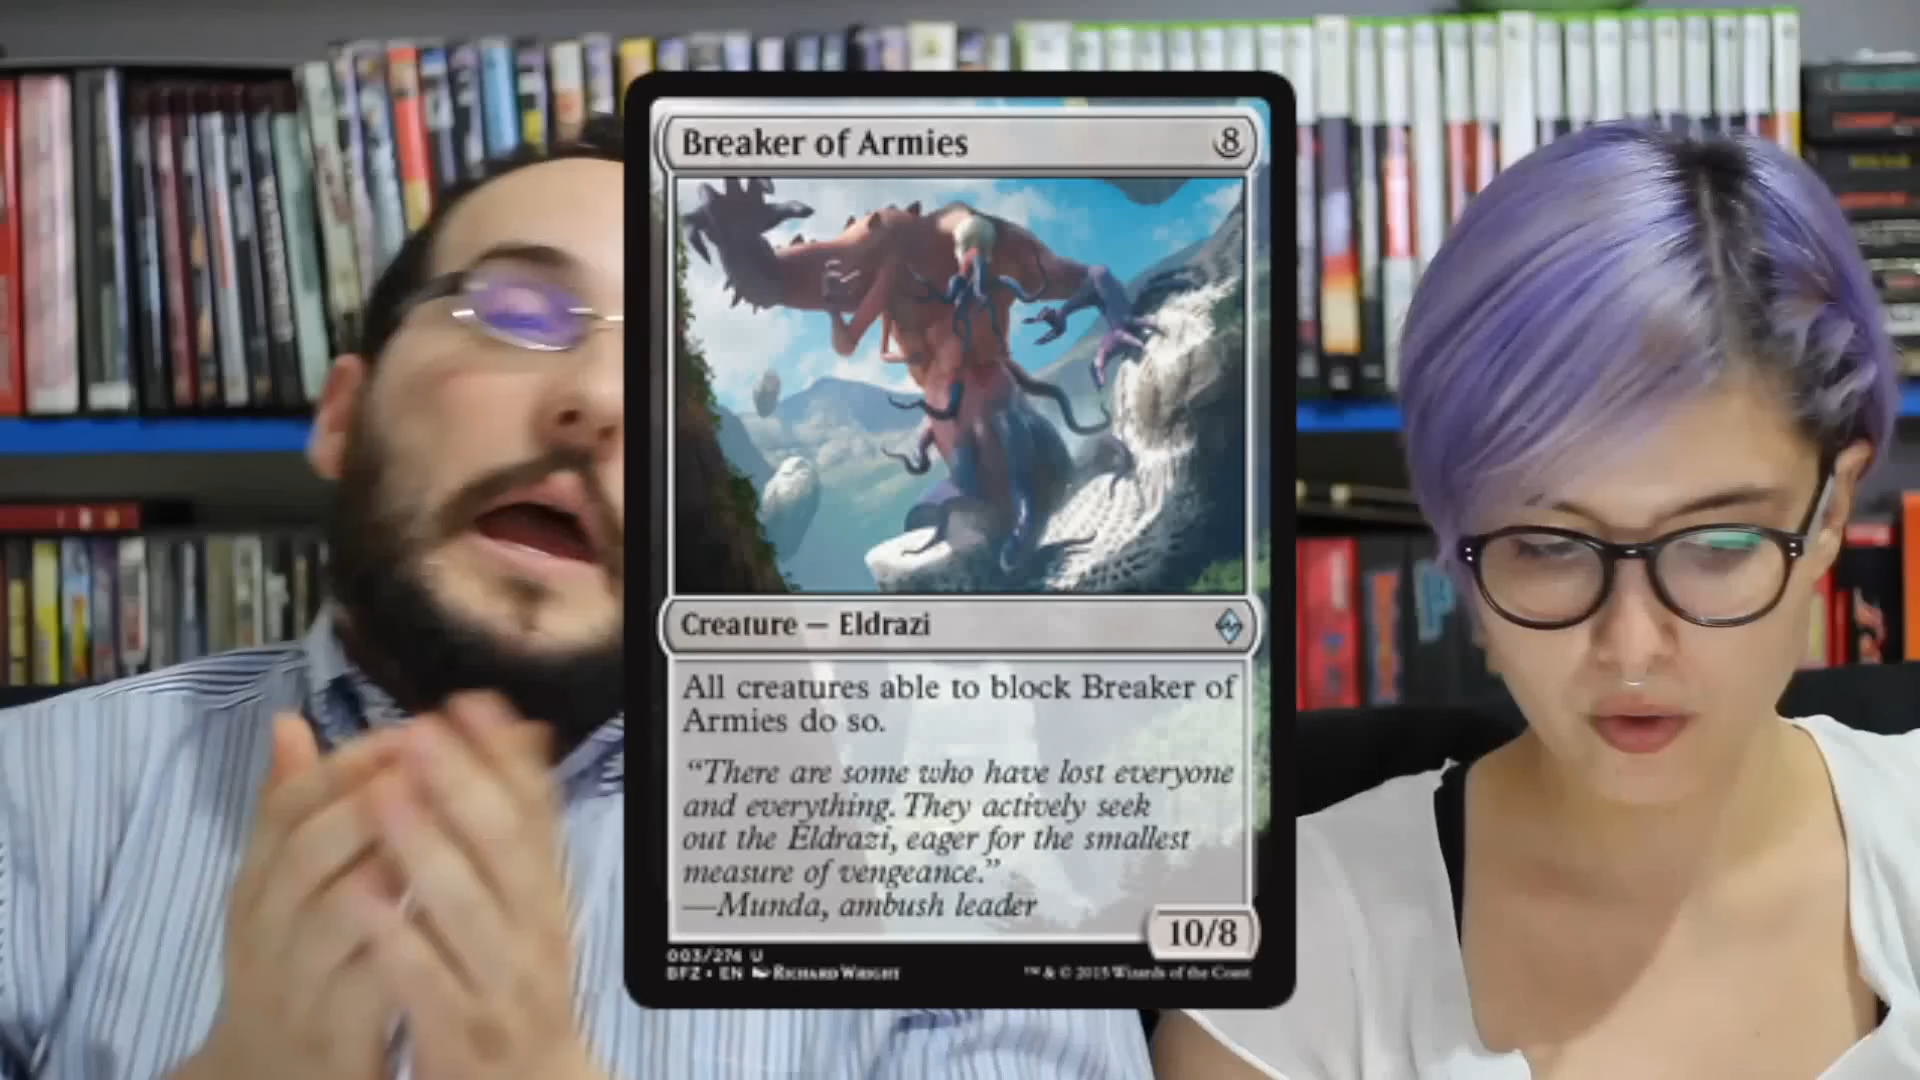 Breaker of Armies 8
Creature — Eldrazi
All creatures able to block Breaker of
Armies do so.
“There are some who have lost everyone
and everything. They actively seek
out the Eldrazi, eager for the smallest
measure of vengeance.”
—Munda, ambush leader
10/8
003/274 U
BFZ • EN Richard Wright
™ & © 2015 Wizards of the Coast